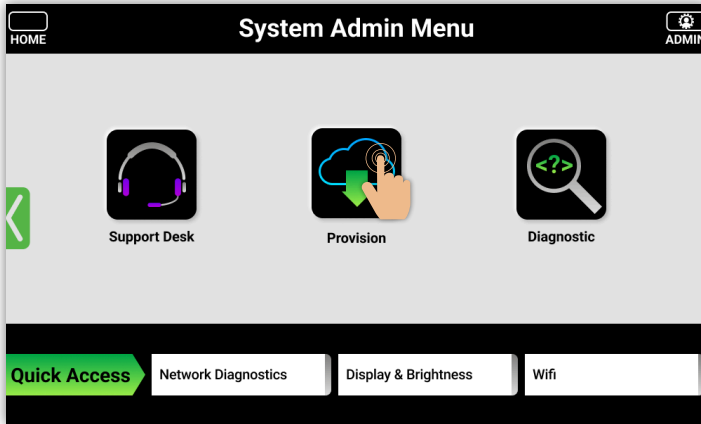 System Admin Menu
HOME
ADMIN
<?>
Support Desk
Provision
Diagnostic
Quick Access
Network Diagnostics
Display & Brightness
Wifi